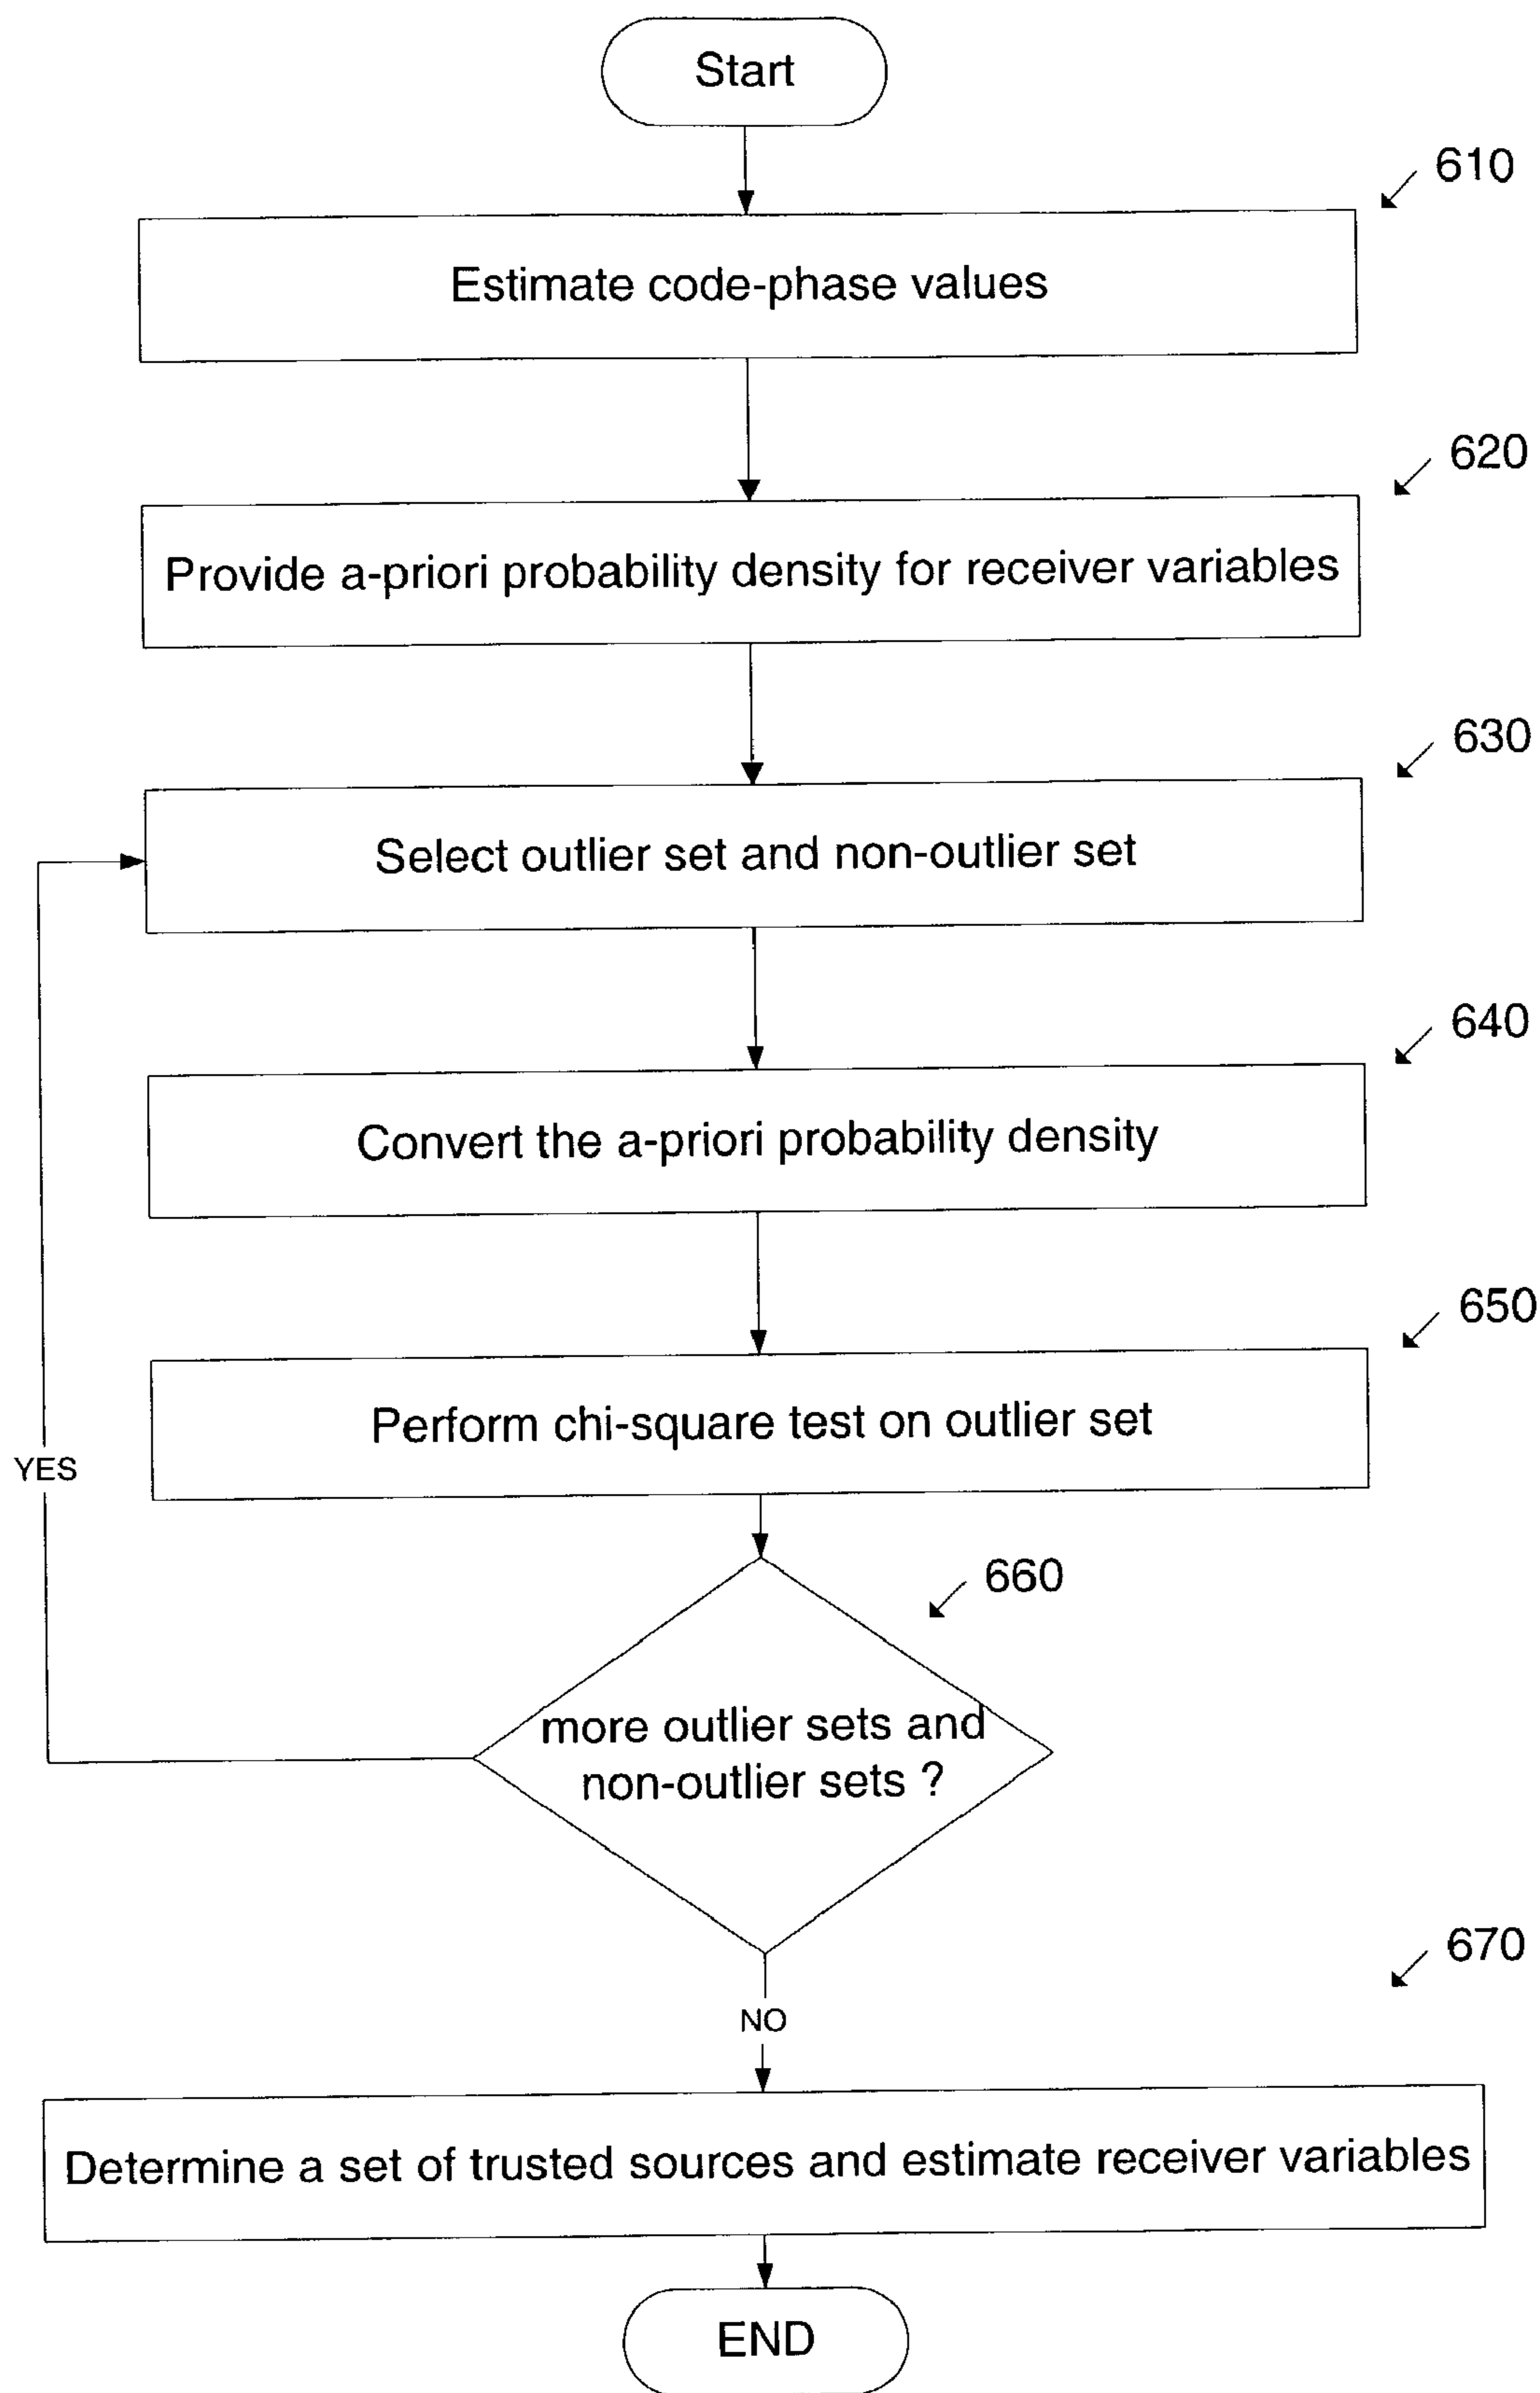 Start
610
Estimate code-phase values
620
Provide a-priori probability density for receiver variables
630
Select outlier set and non-outlier set
640
Convert the a-priori probability density
650
Perform chi-square test on outlier set
YES
660
more outlier sets and
non-outlier sets ?
670
NO
Determine a set of trusted sources and estimate receiver variables
END